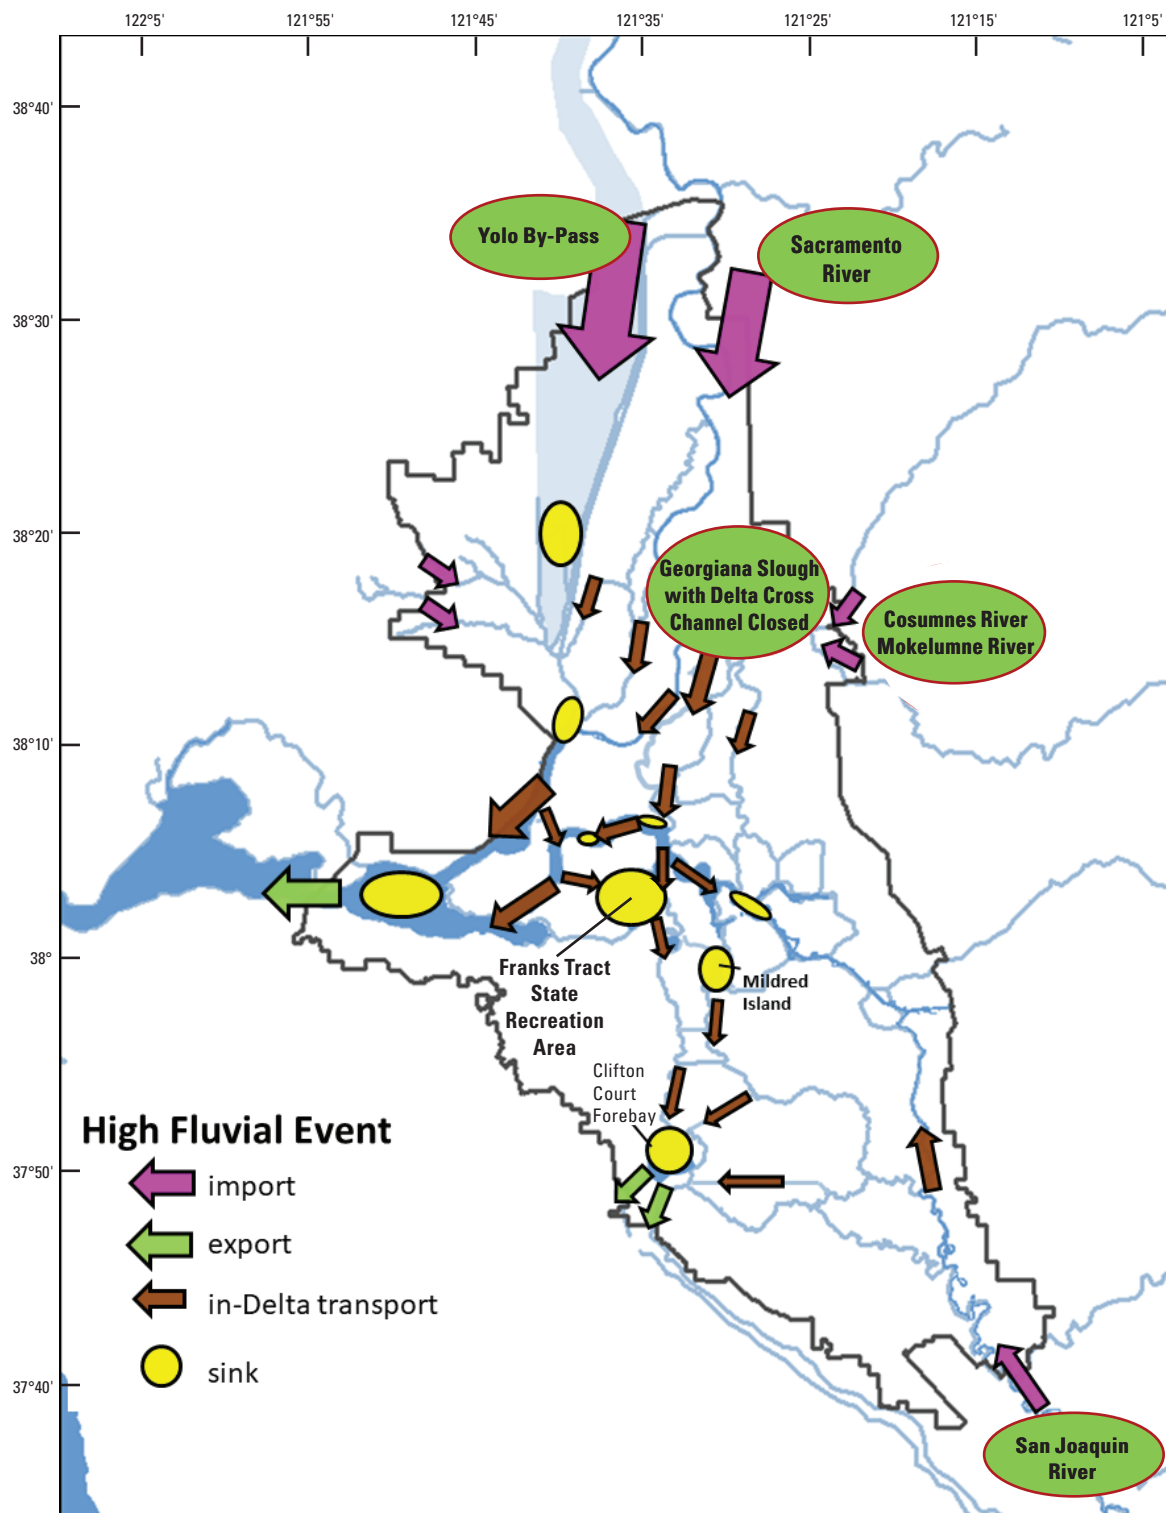 122°5'
121°55'
121°45'
121°35'
121°25'
121°15'
121°5'
38°40'
38°30'
38°20'
38°10'
38°
37°50'
37°40'
Yolo By-Pass
Sacramento
River
Georgiana Slough
with Delta Cross
Channel Closed
Cosumnes River
Mokelumne River
Franks Tract
State
Recreation
Area
Mildred
Island
Clifton
Court
Forebay
High Fluvial Event
import
export
in-Delta transport
sink
San Joaquin
River